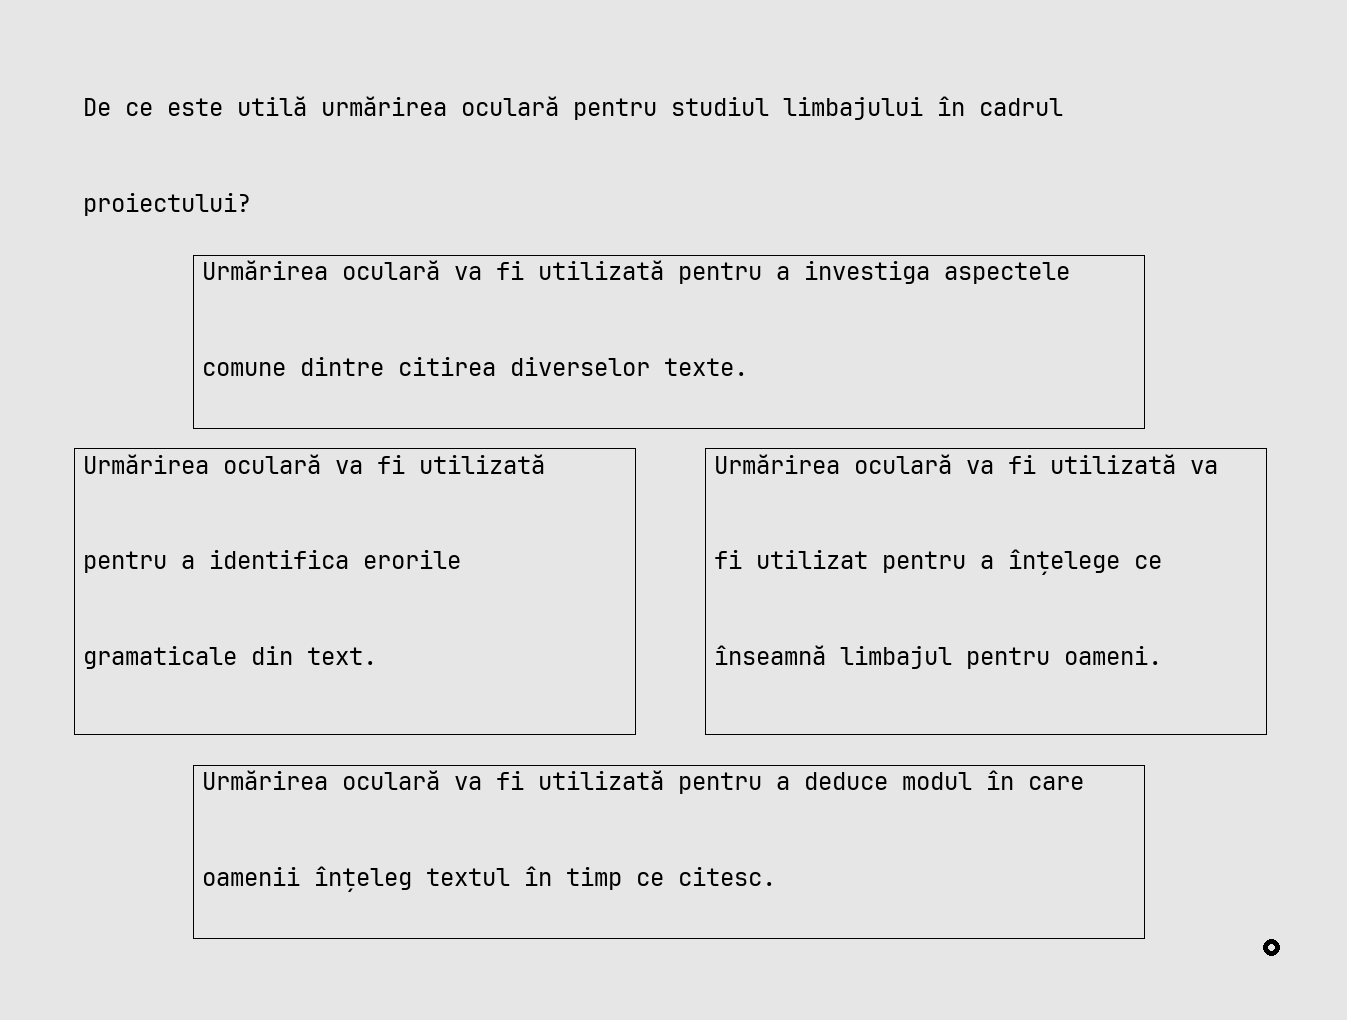 De ce este utilă urmărirea oculară pentru studiul limbajului în cadrul
proiectului?
Urmărirea oculară va fi utilizată pentru a investiga aspectele
comune dintre citirea diverselor texte.
Urmărirea oculară va fi utilizată
pentru a identifica erorile
gramaticale din text.
Urmărirea oculară va fi utilizată va
fi utilizat pentru a înțelege ce
înseamnă limbajul pentru oameni.
Urmărirea oculară va fi utilizată pentru a deduce modul în care
oamenii înțeleg textul în timp ce citesc.